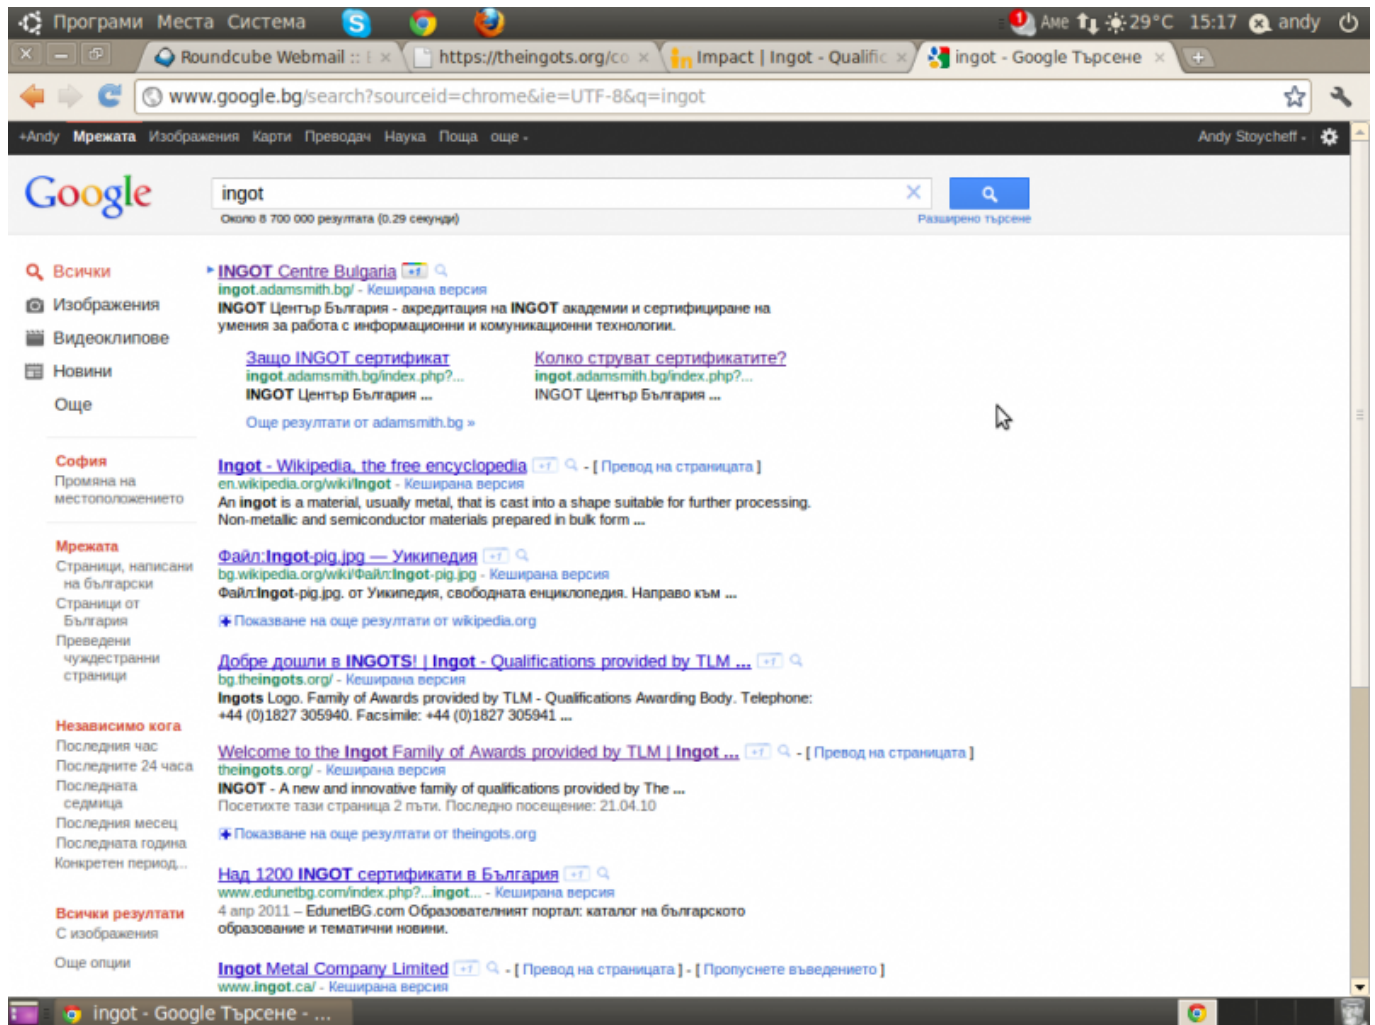 Програми Места Система 1 Аме 29°C 15:17 andy
Roundcube Webmail :: E https://theingots.org/co Impact | Ingot - Qualific ingot - Google Търсене
www.google.bg/search?sourceid=chrome&ie=UTF-8&q=ingot
+Andy Мрежата Изображения Карти Преводач Наука Поща още Andy Stoycheff
Google ingot
Около 8 700 000 резултата (0.29 секунди) Разширено търсене
Всички
Изображения
Видеоклипове
Новини
Още
София
Промяна на
местоположението
Мрежата
Страници, написани
на български
Страници от
България
Преведени
чуждестранни
страници
Независимо кога
Последния час
Последните 24 часа
Последната
седмица
Последния месец
Последната година
Конкретен период...
Всички резултати
С изображения
Още опции
INGOT Centre Bulgaria +1
ingot.adamsmith.bg/ - Кеширана версия
INGOT Център България - акредитация на INGOT академии и сертифициране на
умения за работа с информационни и комуникационни технологии.
Защо INGOT сертификат Колко струват сертификатите?
ingot.adamsmith.bg/index.php?... ingot.adamsmith.bg/index.php?...
INGOT Център България ... INGOT Център България ...
Още резултати от adamsmith.bg »
Ingot - Wikipedia, the free encyclopedia +1 - [ Превод на страницата ]
en.wikipedia.org/wiki/Ingot - Кеширана версия
An ingot is a material, usually metal, that is cast into a shape suitable for further processing.
Non-metallic and semiconductor materials prepared in bulk form ...
Файл:Ingot-pig.jpg — Уикипедия +1
bg.wikipedia.org/wiki/Файл:Ingot-pig.jpg - Кеширана версия
Файл:Ingot-pig.jpg. от Уикипедия, свободната енциклопедия. Направо към ...
Показване на още резултати от wikipedia.org
Добре дошли в INGOTS! | Ingot - Qualifications provided by TLM ... +1
bg.theingots.org/ - Кеширана версия
Ingots Logo. Family of Awards provided by TLM - Qualifications Awarding Body. Telephone:
+44 (0)1827 305940. Facsimile: +44 (0)1827 305941 ...
Welcome to the Ingot Family of Awards provided by TLM | Ingot ... +1 - [ Превод на страницата ]
theingots.org/ - Кеширана версия
INGOT - A new and innovative family of qualifications provided by The ...
Посетихте тази страница 2 пъти. Последно посещение: 21.04.10
Показване на още резултати от theingots.org
Над 1200 INGOT сертификати в България +1
www.edunetbg.com/index.php?...ingot... - Кеширана версия
4 апр 2011 – EdunetBG.com Образователният портал: каталог на българското
образование и тематични новини.
Ingot Metal Company Limited +1 - [ Превод на страницата ] - [ Пропуснете въведението ]
www.ingot.ca/ - Кеширана версия
ingot - Google Търсене - ...